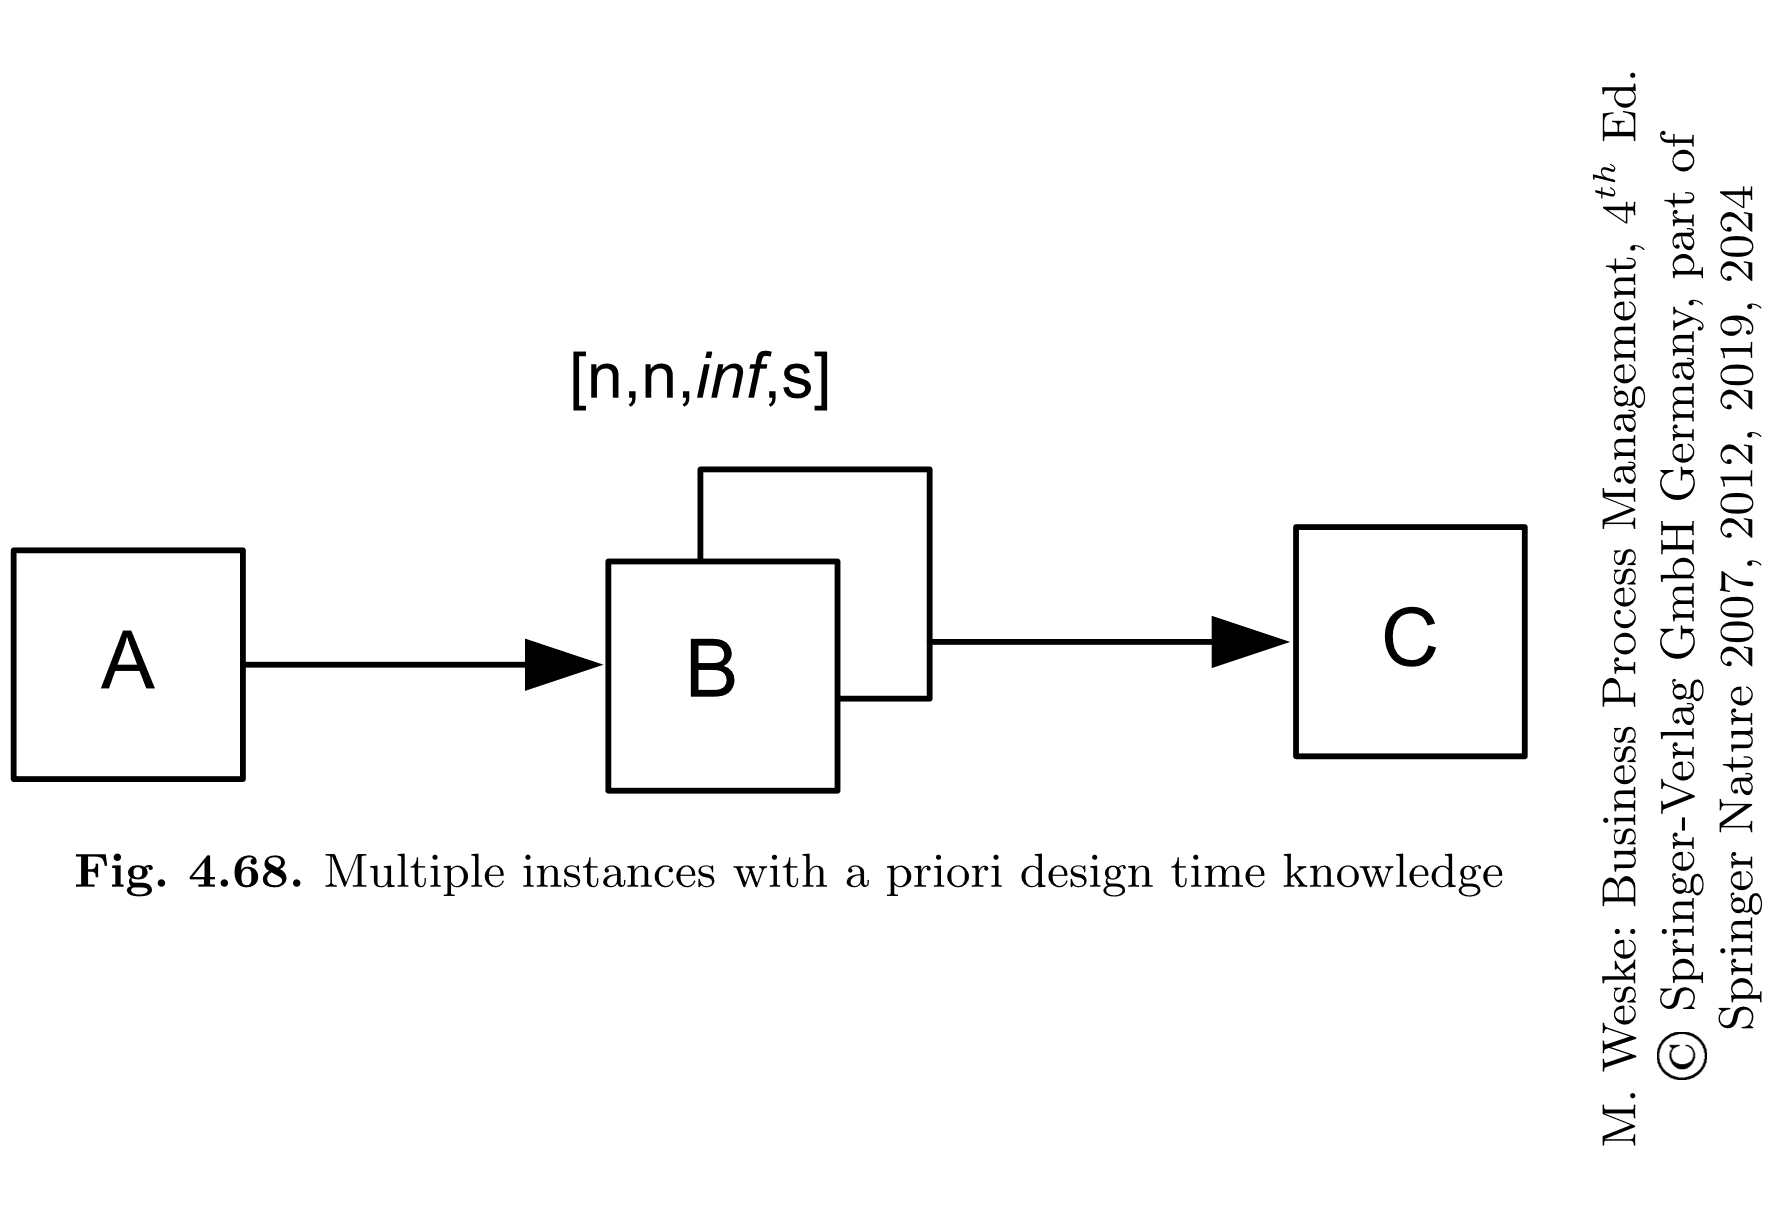 [n,n,inf,s]
A
B
C
Fig. 4.68. Multiple instances with a priori design time knowledge
M. Weske: Business Process Management, 4th Ed.
© Springer-Verlag GmbH Germany, part of
Springer Nature 2007, 2012, 2019, 2024